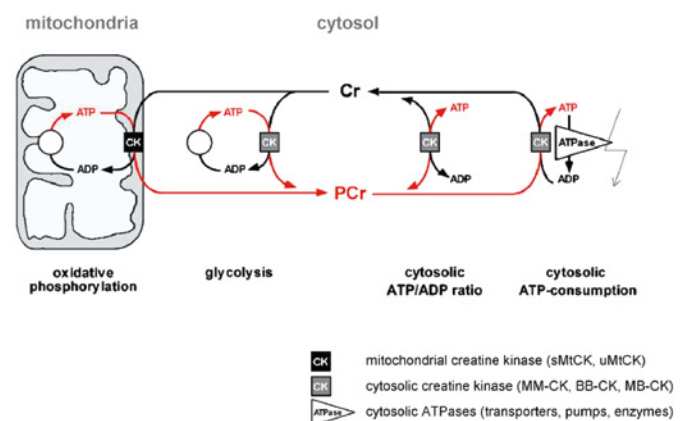 mitochondria
cytosol
Cr
ATP
CK
ADP
ATP
CK
ADP
ATP
CK
ADP
ATP
CK
ATPase
ADP
PCr
oxidative
phosphorylation
glycolysis
cytosolic
ATP/ADP ratio
cytosolic
ATP-consumption
CK mitochondrial creatine kinase (sMtCK, uMtCK)
CK cytosolic creatine kinase (MM-CK, BB-CK, MB-CK)
ATPase cytosolic ATPases (transporters, pumps, enzymes)